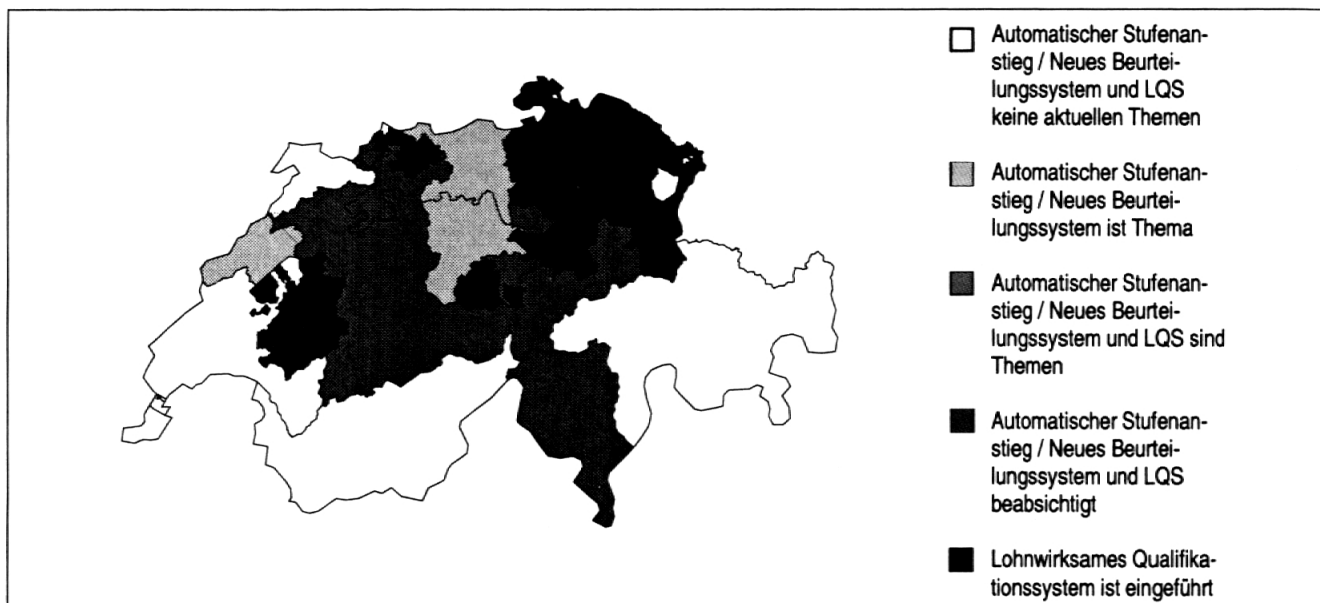 Automatischer Stufenan-
stieg / Neues Beurtei-
lungssystem und LQS
keine aktuellen Themen
Automatischer Stufenan-
stieg / Neues Beurtei-
lungssystem ist Thema
Automatischer Stufenan-
stieg / Neues Beurtei-
lungssystem und LQS sind
Themen
Automatischer Stufenan-
stieg / Neues Beurtei-
lungssystem und LQS
beabsichtigt
Lohnwirksames Qualifika-
tionssystem ist eingeführt